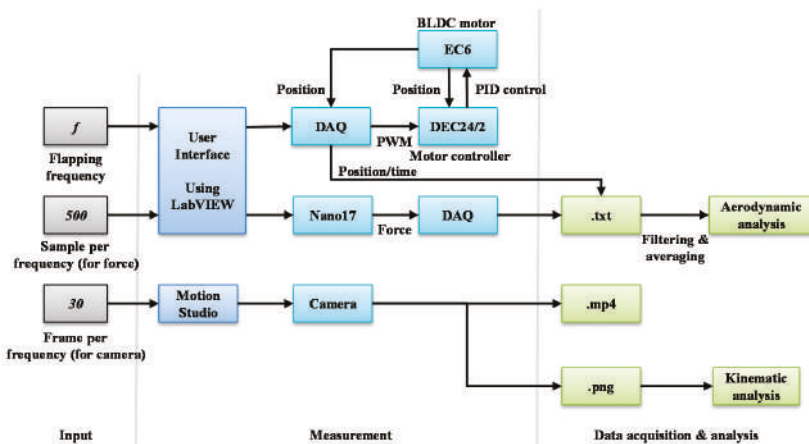 BLDC motor
EC6
Position
Position
PID control
f
Flapping
frequency
User
Interface
Using
LabVIEW
DAQ
PWM
DEC24/2
Motor controller
Position/time
500
Sample per
frequency (for force)
Nano17
Force
DAQ
.txt
Filtering &
averaging
Aerodynamic
analysis
30
Frame per
frequency (for camera)
Motion
Studio
Camera
.mp4
.png
Kinematic
analysis
Input
Measurement
Data acquisition & analysis